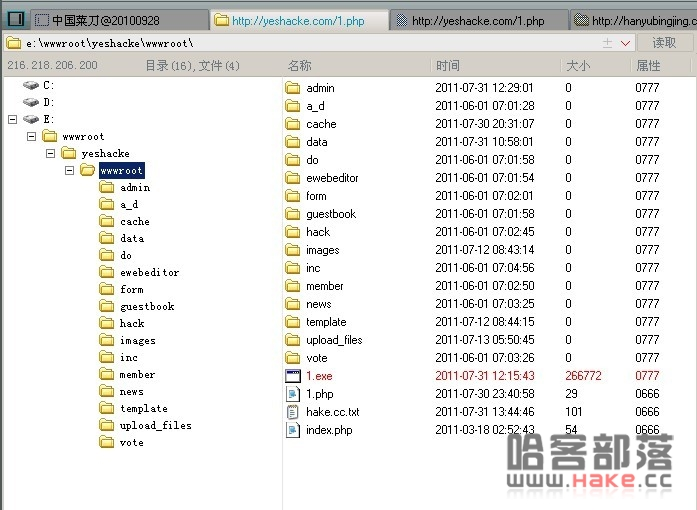 中国菜刀@20100928 http://yeshacke.com/1.php http://yeshacke.com/1.php http://hanyubingjing.c
e:\wwwroot\yeshacke\wwwroot\ 读取
216.218.206.200 目录(16),文件(4) 名称 时间 大小 属性
C:
D:
E:
wwwroot
yeshacke
wwwroot
admin
a_d
cache
data
do
ewebeditor
form
guestbook
hack
images
inc
member
news
template
upload_files
vote
admin 2011-07-31 12:29:01 0 0777
a_d 2011-06-01 07:01:28 0 0777
cache 2011-07-30 20:31:07 0 0777
data 2011-07-31 10:58:01 0 0777
do 2011-06-01 07:01:58 0 0777
ewebeditor 2011-06-01 07:01:54 0 0777
form 2011-06-01 07:02:01 0 0777
guestbook 2011-06-01 07:01:58 0 0777
hack 2011-06-01 07:02:45 0 0777
images 2011-07-12 08:43:14 0 0777
inc 2011-06-01 07:04:56 0 0777
member 2011-06-01 07:02:50 0 0777
news 2011-06-01 07:03:25 0 0777
template 2011-07-12 08:44:15 0 0777
upload_files 2011-07-13 05:50:45 0 0777
vote 2011-06-01 07:03:26 0 0777
1.exe 2011-07-31 12:15:43 266772 0777
1.php 2011-07-30 23:40:58 29 0666
hake.cc.txt 2011-07-31 13:44:46 101 0666
index.php 2011-03-18 02:52:43 54 0666
哈客部落
www.HAKE.CC